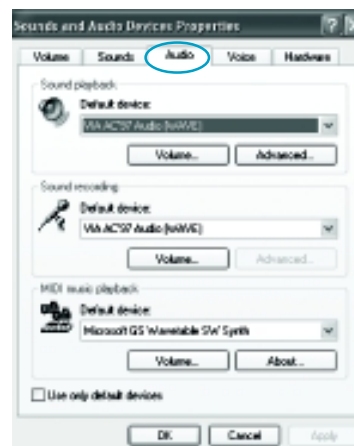 Sounds and Audio Devices Properties
Volume Sounds Audio Voice Hardware
Sound playback
Default device:
VIA AC'97 Audio (WAVE)
Volume... Advanced...
Sound recording
Default device:
VIA AC'97 Audio (WAVE)
Volume... Advanced...
MIDI music playback
Default device:
Microsoft GS Wavetable SW Synth
Volume... About...
Use only default devices
OK Cancel Apply